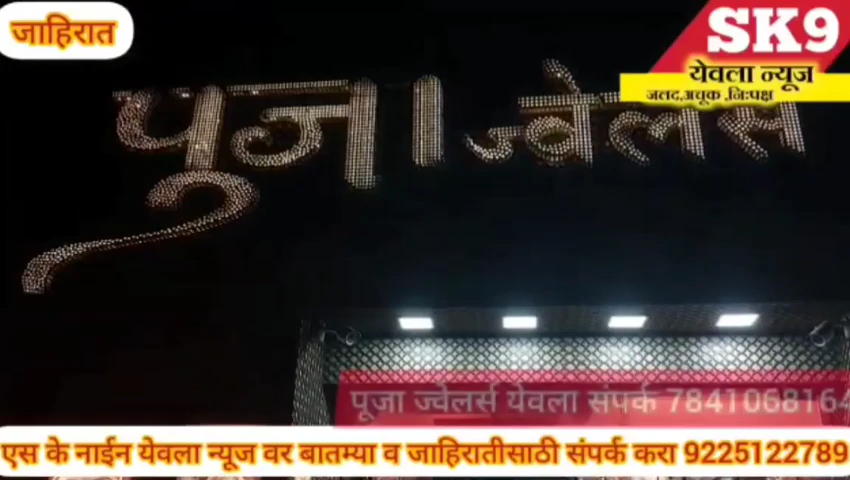 जाहिरात
SK9
येवला न्यूज
जलद,अचूक ,निःपक्ष
पूजा ज्वेलर्स
पूजा ज्वेलर्स येवला संपर्क 7841068164
एस के नाईन येवला न्यूज वर बातम्या व जाहिरातीसाठी संपर्क करा 9225122789